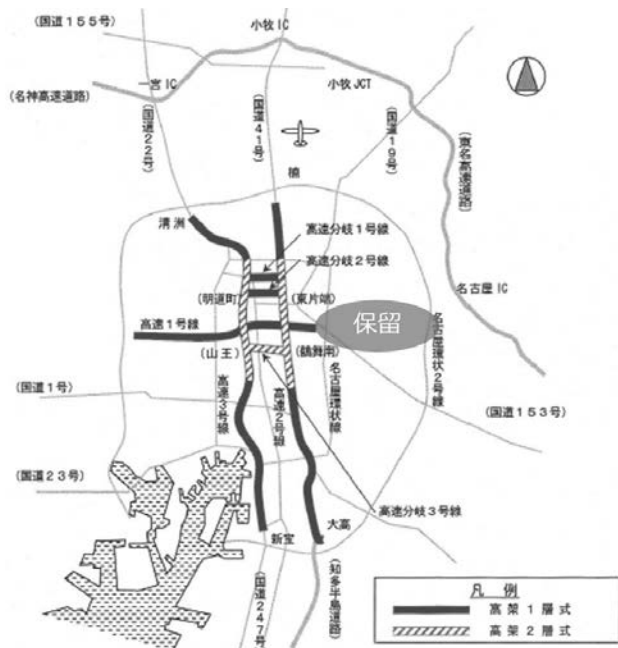 (国道155号)
小牧IC
一宮IC
小牧JCT
(名神高速道路)
(国道22号)
(国道41号)
(国道19号)
(東名高速道路)
楠
清洲
高速分岐1号線
高速分岐2号線
(明道町)
(東片端)
名古屋IC
高速1号線
保留
名古屋環状2号線
(山王)
(鶴舞南)
(国道1号)
高速3号線
高速2号線
名古屋環状線
(国道153号)
(国道23号)
高速分岐3号線
新宝
大高
(国道247号)
(知多半島道路)
凡例
高架1層式
高架2層式